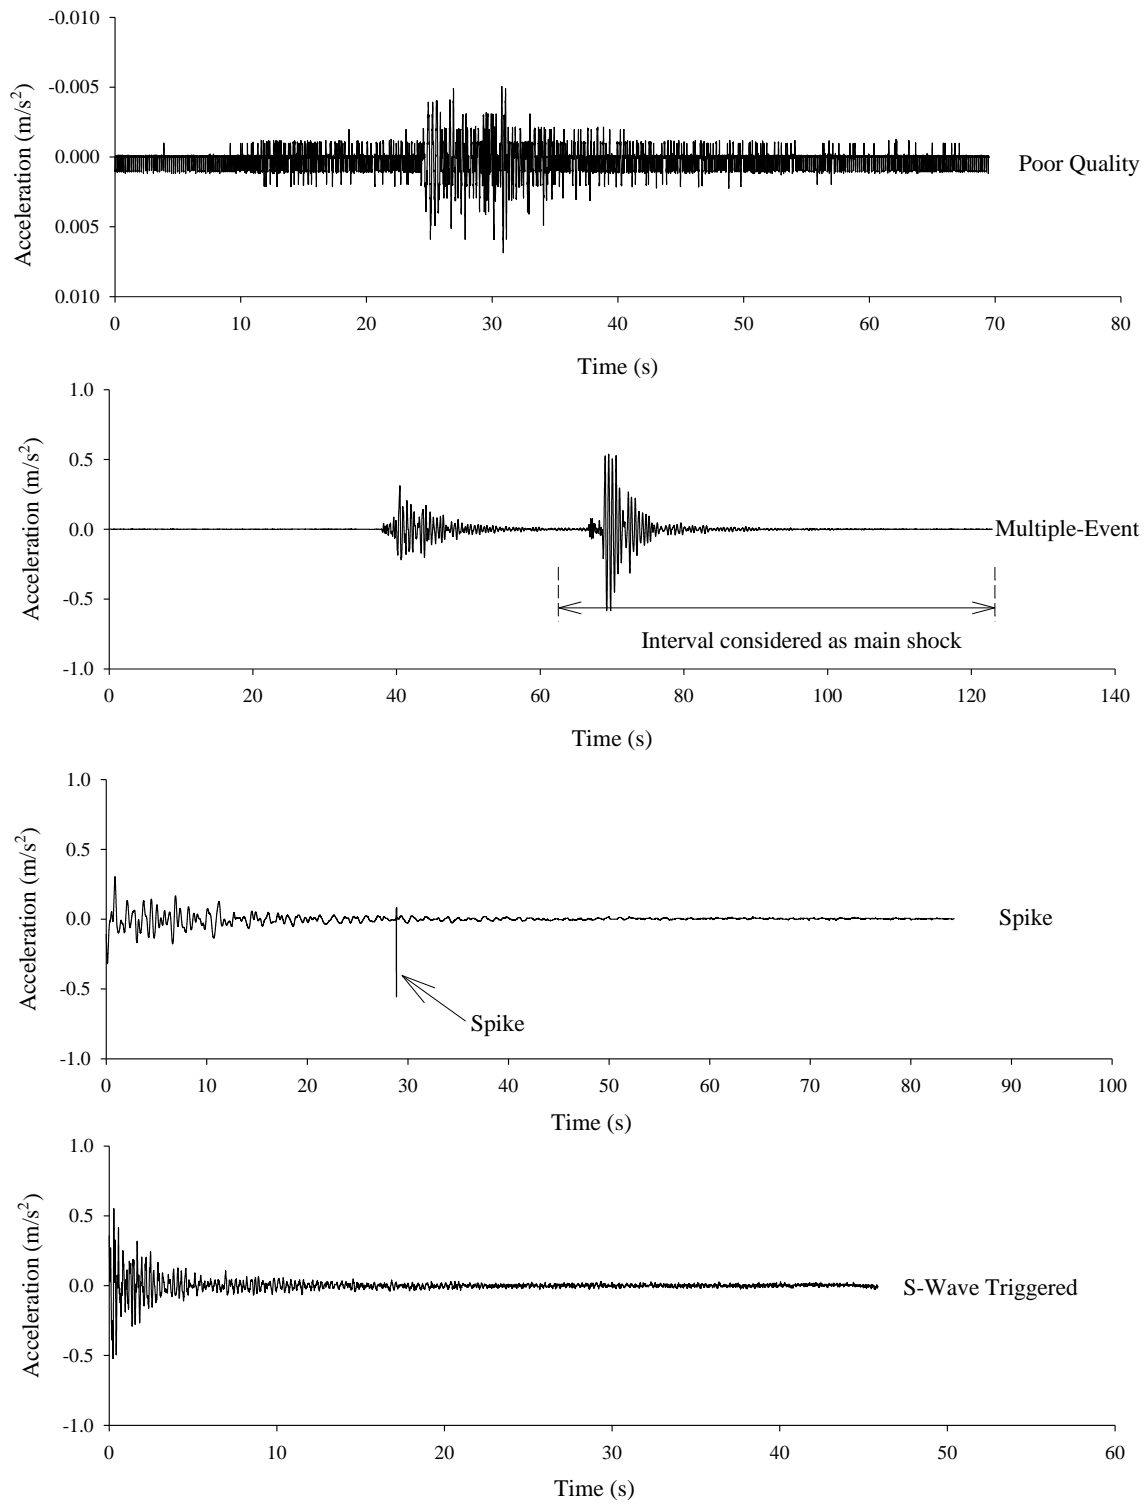 -0.010
-0.005
0.000
0.005
0.010
Acceleration (m/s²)
Poor Quality
0 10 20 30 40 50 60 70 80
Time (s)
1.0
0.5
0.0
-0.5
-1.0
Acceleration (m/s²)
Multiple-Event
Interval considered as main shock
0 20 40 60 80 100 120 140
Time (s)
1.0
0.5
0.0
-0.5
-1.0
Acceleration (m/s²)
Spike
Spike
0 10 20 30 40 50 60 70 80 90 100
Time (s)
1.0
0.5
0.0
-0.5
-1.0
Acceleration (m/s²)
S-Wave Triggered
0 10 20 30 40 50 60
Time (s)